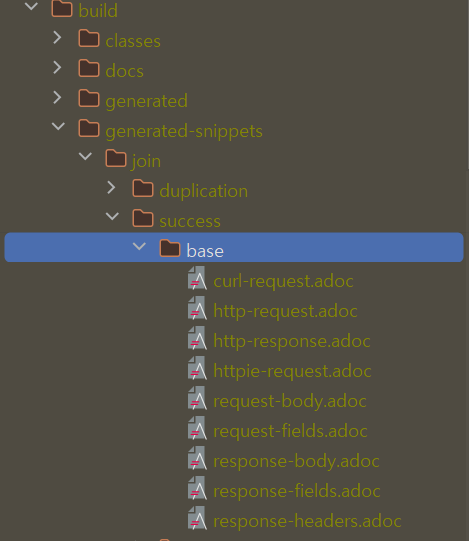 build
classes
docs
generated
generated-snippets
join
duplication
success
base
curl-request.adoc
http-request.adoc
http-response.adoc
httpie-request.adoc
request-body.adoc
request-fields.adoc
response-body.adoc
response-fields.adoc
response-headers.adoc